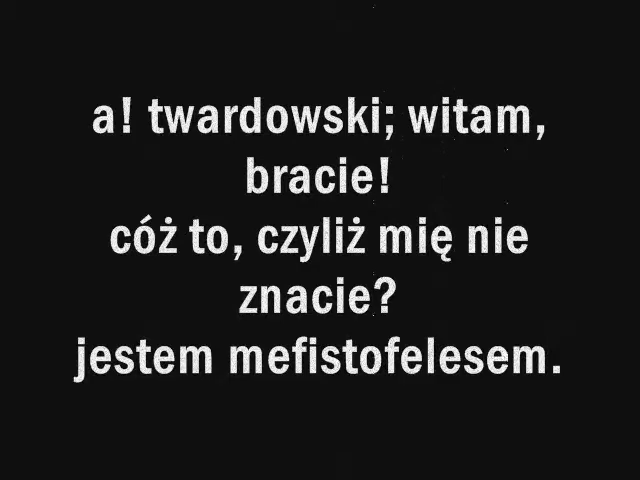 a! twardowski; witam,
bracie!
cóż to, czyliż mię nie
znacie?
jestem mefistofelesem.